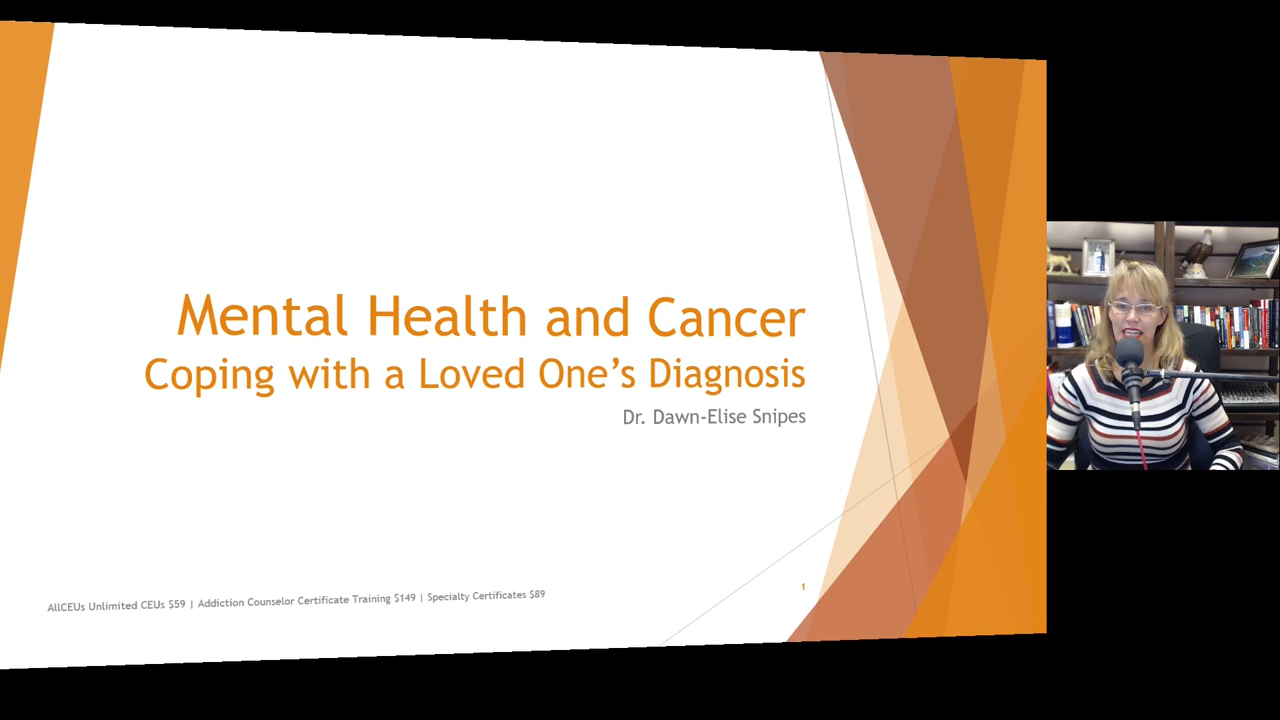 Mental Health and Cancer
Coping with a Loved One's Diagnosis
Dr. Dawn-Elise Snipes
AllCEUs Unlimited CEUs $59 | Addiction Counselor Certificate Training $149 | Specialty Certificates $89
1